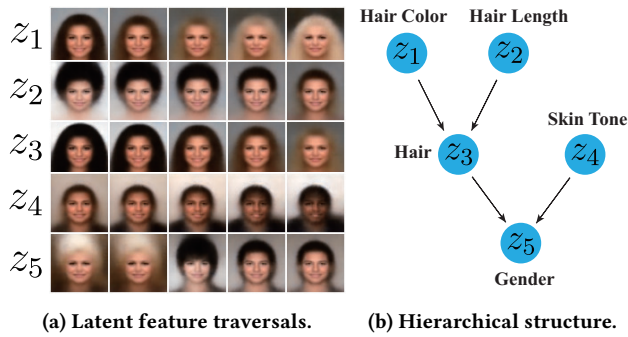 z1
z2
z3
z4
z5
Hair Color
Hair Length
z1
z2
Skin Tone
Hair
z3
z4
z5
Gender
(a) Latent feature traversals.
(b) Hierarchical structure.